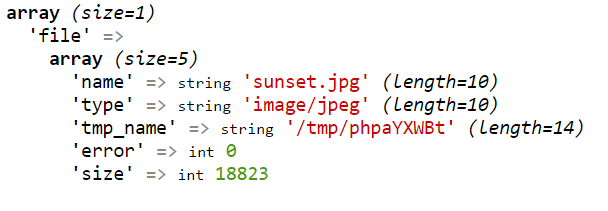 array (size=1)
'file' =>
array (size=5)
'name' => string 'sunset.jpg' (length=10)
'type' => string 'image/jpeg' (length=10)
'tmp_name' => string '/tmp/phpaYXWBt' (length=14)
'error' => int 0
'size' => int 18823